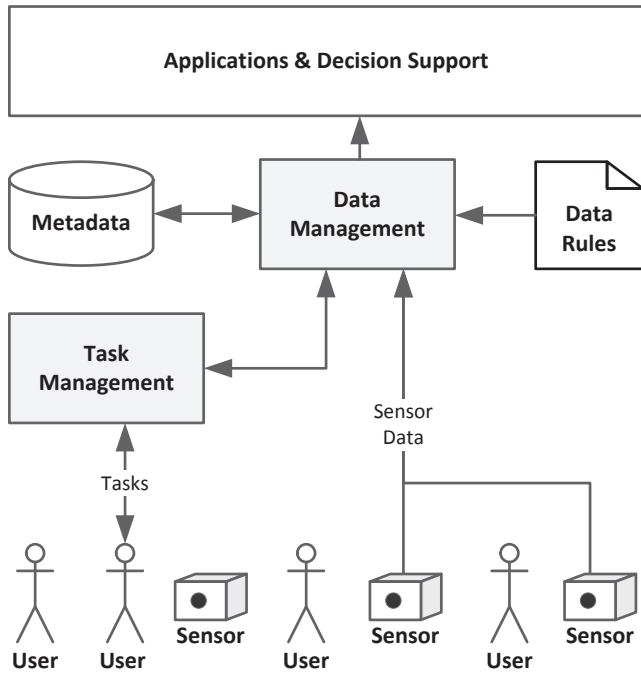 Applications & Decision Support
Metadata
Data
Management
Data
Rules
Task
Management
Sensor
Data
Tasks
User
User
Sensor
User
Sensor
User
Sensor